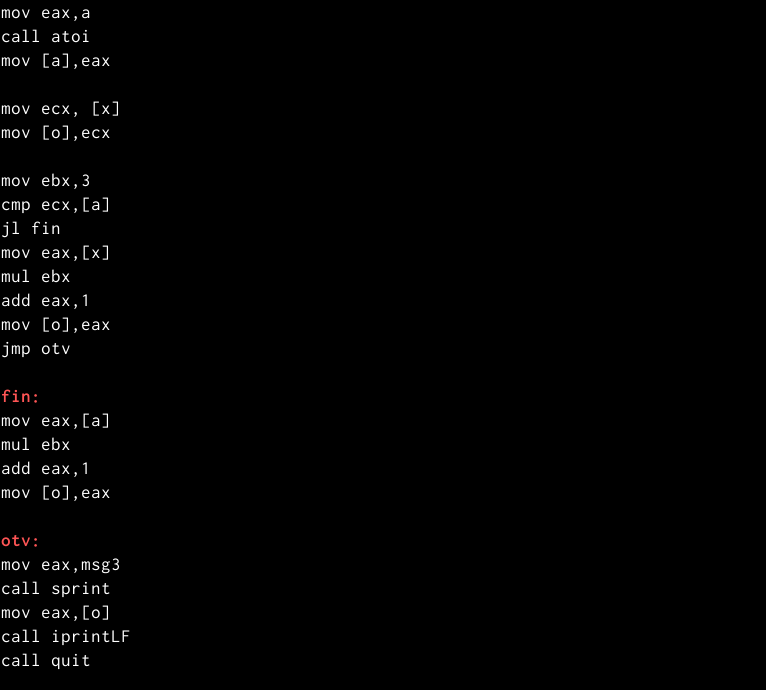 mov eax,a
call atoi
mov [a],eax
mov ecx, [x]
mov [o],ecx
mov ebx,3
cmp ecx,[a]
jl fin
mov eax,[x]
mul ebx
add eax,1
mov [o],eax
jmp otv
fin:
mov eax,[a]
mul ebx
add eax,1
mov [o],eax
otv:
mov eax,msg3
call sprint
mov eax,[o]
call iprintLF
call quit